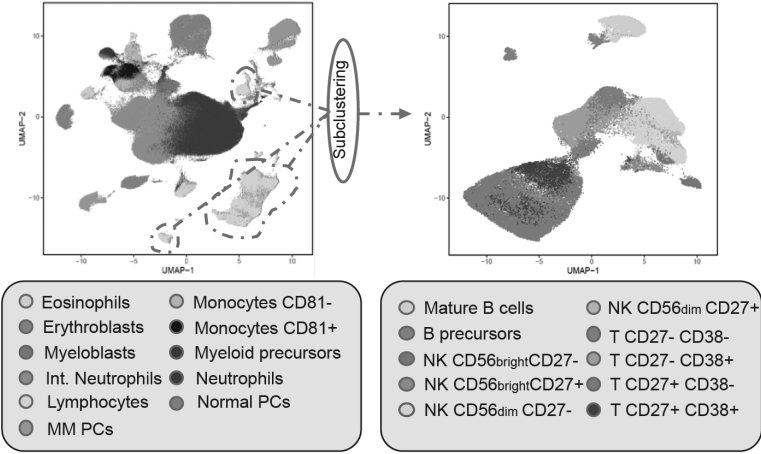 10
0
-10
UMAP-2
-10
-5
0
5
10
UMAP-1
Subclustering
10
5
0
-5
-10
-15
UMAP-2
-10
-5
0
5
10
UMAP-1
Eosinophils
Erythroblasts
Myeloblasts
Int. Neutrophils
Lymphocytes
MM PCs
Monocytes CD81-
Monocytes CD81+
Myeloid precursors
Neutrophils
Normal PCs
Mature B cells
B precursors
NK CD56brightCD27-
NK CD56brightCD27+
NK CD56dim CD27-
NK CD56dim CD27+
T CD27- CD38-
T CD27- CD38+
T CD27+ CD38-
T CD27+ CD38+